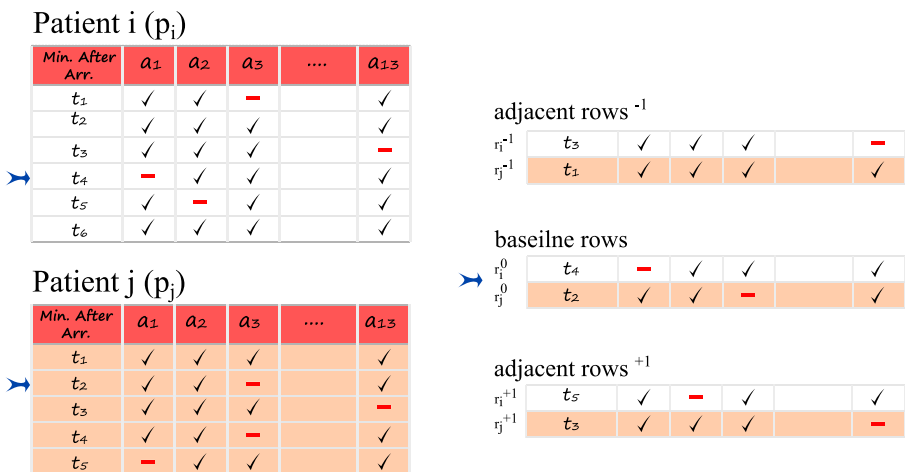 Patient i (pᵢ)
Min. After Arr. a₁ a₂ a₃ .... a₁₃
t₁ ✓ ✓ – ✓
t₂ ✓ ✓ ✓ ✓
t₃ ✓ ✓ ✓ –
t₄ – ✓ ✓ ✓
t₅ ✓ – ✓ ✓
t₆ ✓ ✓ ✓ ✓
Patient j (pⱼ)
Min. After Arr. a₁ a₂ a₃ .... a₁₃
t₁ ✓ ✓ ✓ ✓
t₂ ✓ ✓ – ✓
t₃ ✓ ✓ ✓ –
t₄ ✓ ✓ – ✓
t₅ – ✓ ✓ ✓
adjacent rows ⁻¹
rᵢ⁻¹ t₃ ✓ ✓ ✓ –
rⱼ⁻¹ t₁ ✓ ✓ ✓ ✓
baseilne rows
rᵢ⁰ t₄ – ✓ ✓ ✓
rⱼ⁰ t₂ ✓ ✓ – ✓
adjacent rows ⁺¹
rᵢ⁺¹ t₅ ✓ – ✓ ✓
rⱼ⁺¹ t₃ ✓ ✓ ✓ –